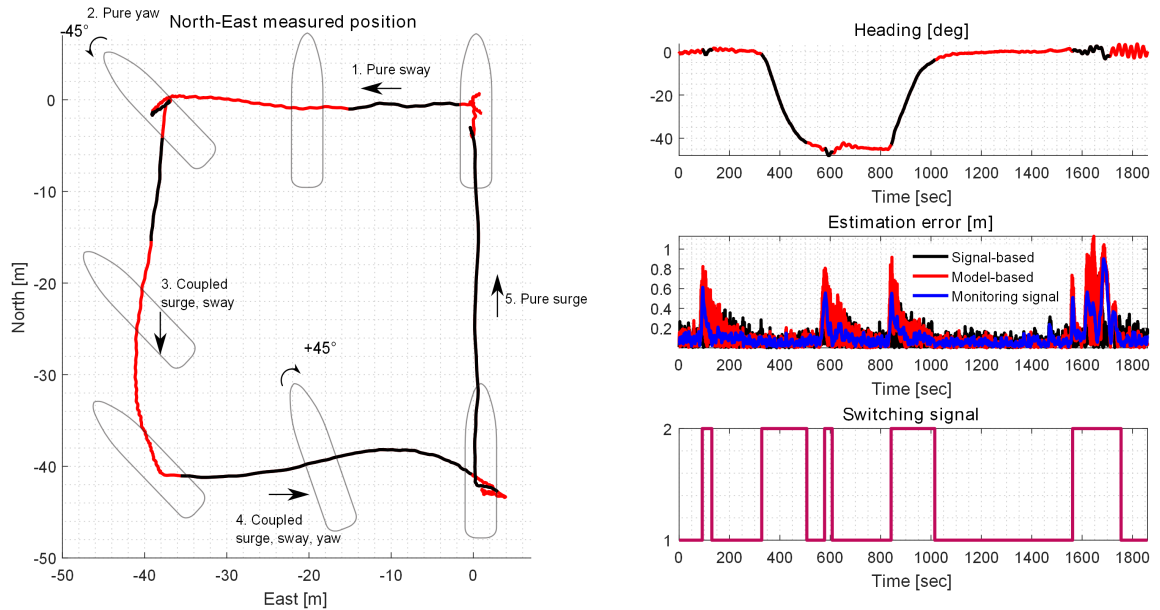 North-East measured position
2. Pure yaw
-45°
1. Pure sway
3. Coupled
surge, sway
5. Pure surge
+45°
4. Coupled
surge, sway, yaw
0
-10
-20
-30
-40
-50
North [m]
-50 -40 -30 -20 -10 0
East [m]
Heading [deg]
0
-20
-40
0 200 400 600 800 1000 1200 1400 1600 1800
Time [sec]
Estimation error [m]
1
0.8
0.6
0.4
0.2
Signal-based
Model-based
Monitoring signal
0 200 400 600 800 1000 1200 1400 1600 1800
Time [sec]
Switching signal
2
1
0 200 400 600 800 1000 1200 1400 1600 1800
Time [sec]